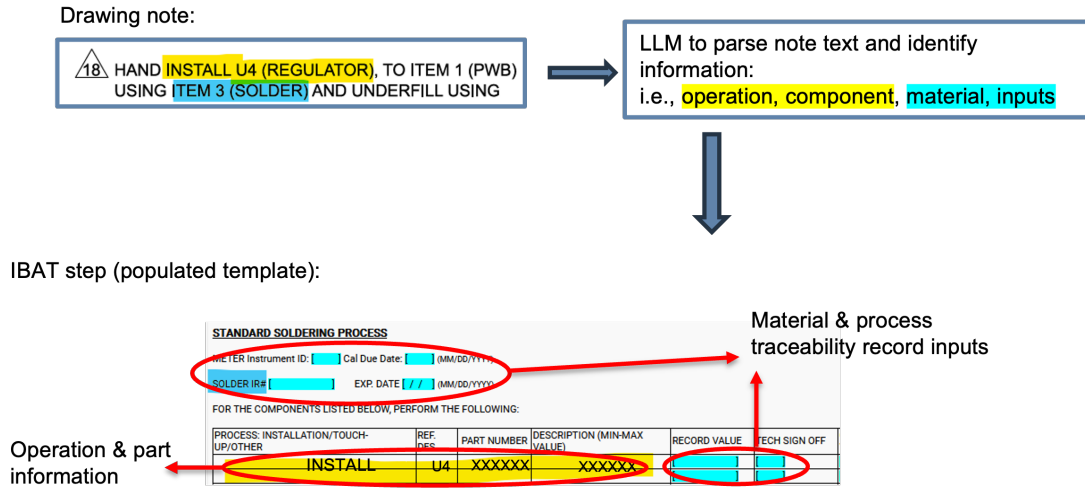 Drawing note:
18 HAND INSTALL U4 (REGULATOR), TO ITEM 1 (PWB)
USING ITEM 3 (SOLDER) AND UNDERFILL USING
LLM to parse note text and identify
information:
i.e., operation, component, material, inputs
IBAT step (populated template):
STANDARD SOLDERING PROCESS
METER Instrument ID: [ ] Cal Due Date: [ ] (MM/DD/YYYY)
SOLDER IR# [ ] EXP. DATE [ / / ] (MM/DD/YYYY)
FOR THE COMPONENTS LISTED BELOW, PERFORM THE FOLLOWING:
PROCESS: INSTALLATION/TOUCH-
UP/OTHER
REF.
DES
PART NUMBER
DESCRIPTION (MIN-MAX
VALUE)
RECORD VALUE
TECH SIGN OFF
INSTALL U4 XXXXXX XXXXXX [ ] [ ]
[ ] [ ]
Material & process
traceability record inputs
Operation & part
information